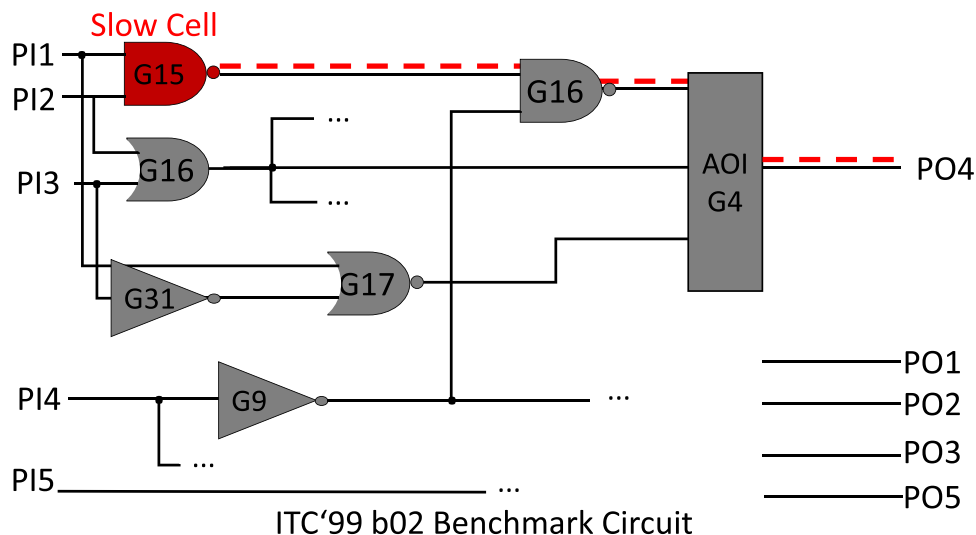 Slow Cell
PI1
G15
G16
PI2
...
G16
AOI
G4
PO4
PI3
...
G31
G17
PI4
G9
...
PO1
PO2
...
PO3
PI5
...
PO5
ITC‘99 b02 Benchmark Circuit